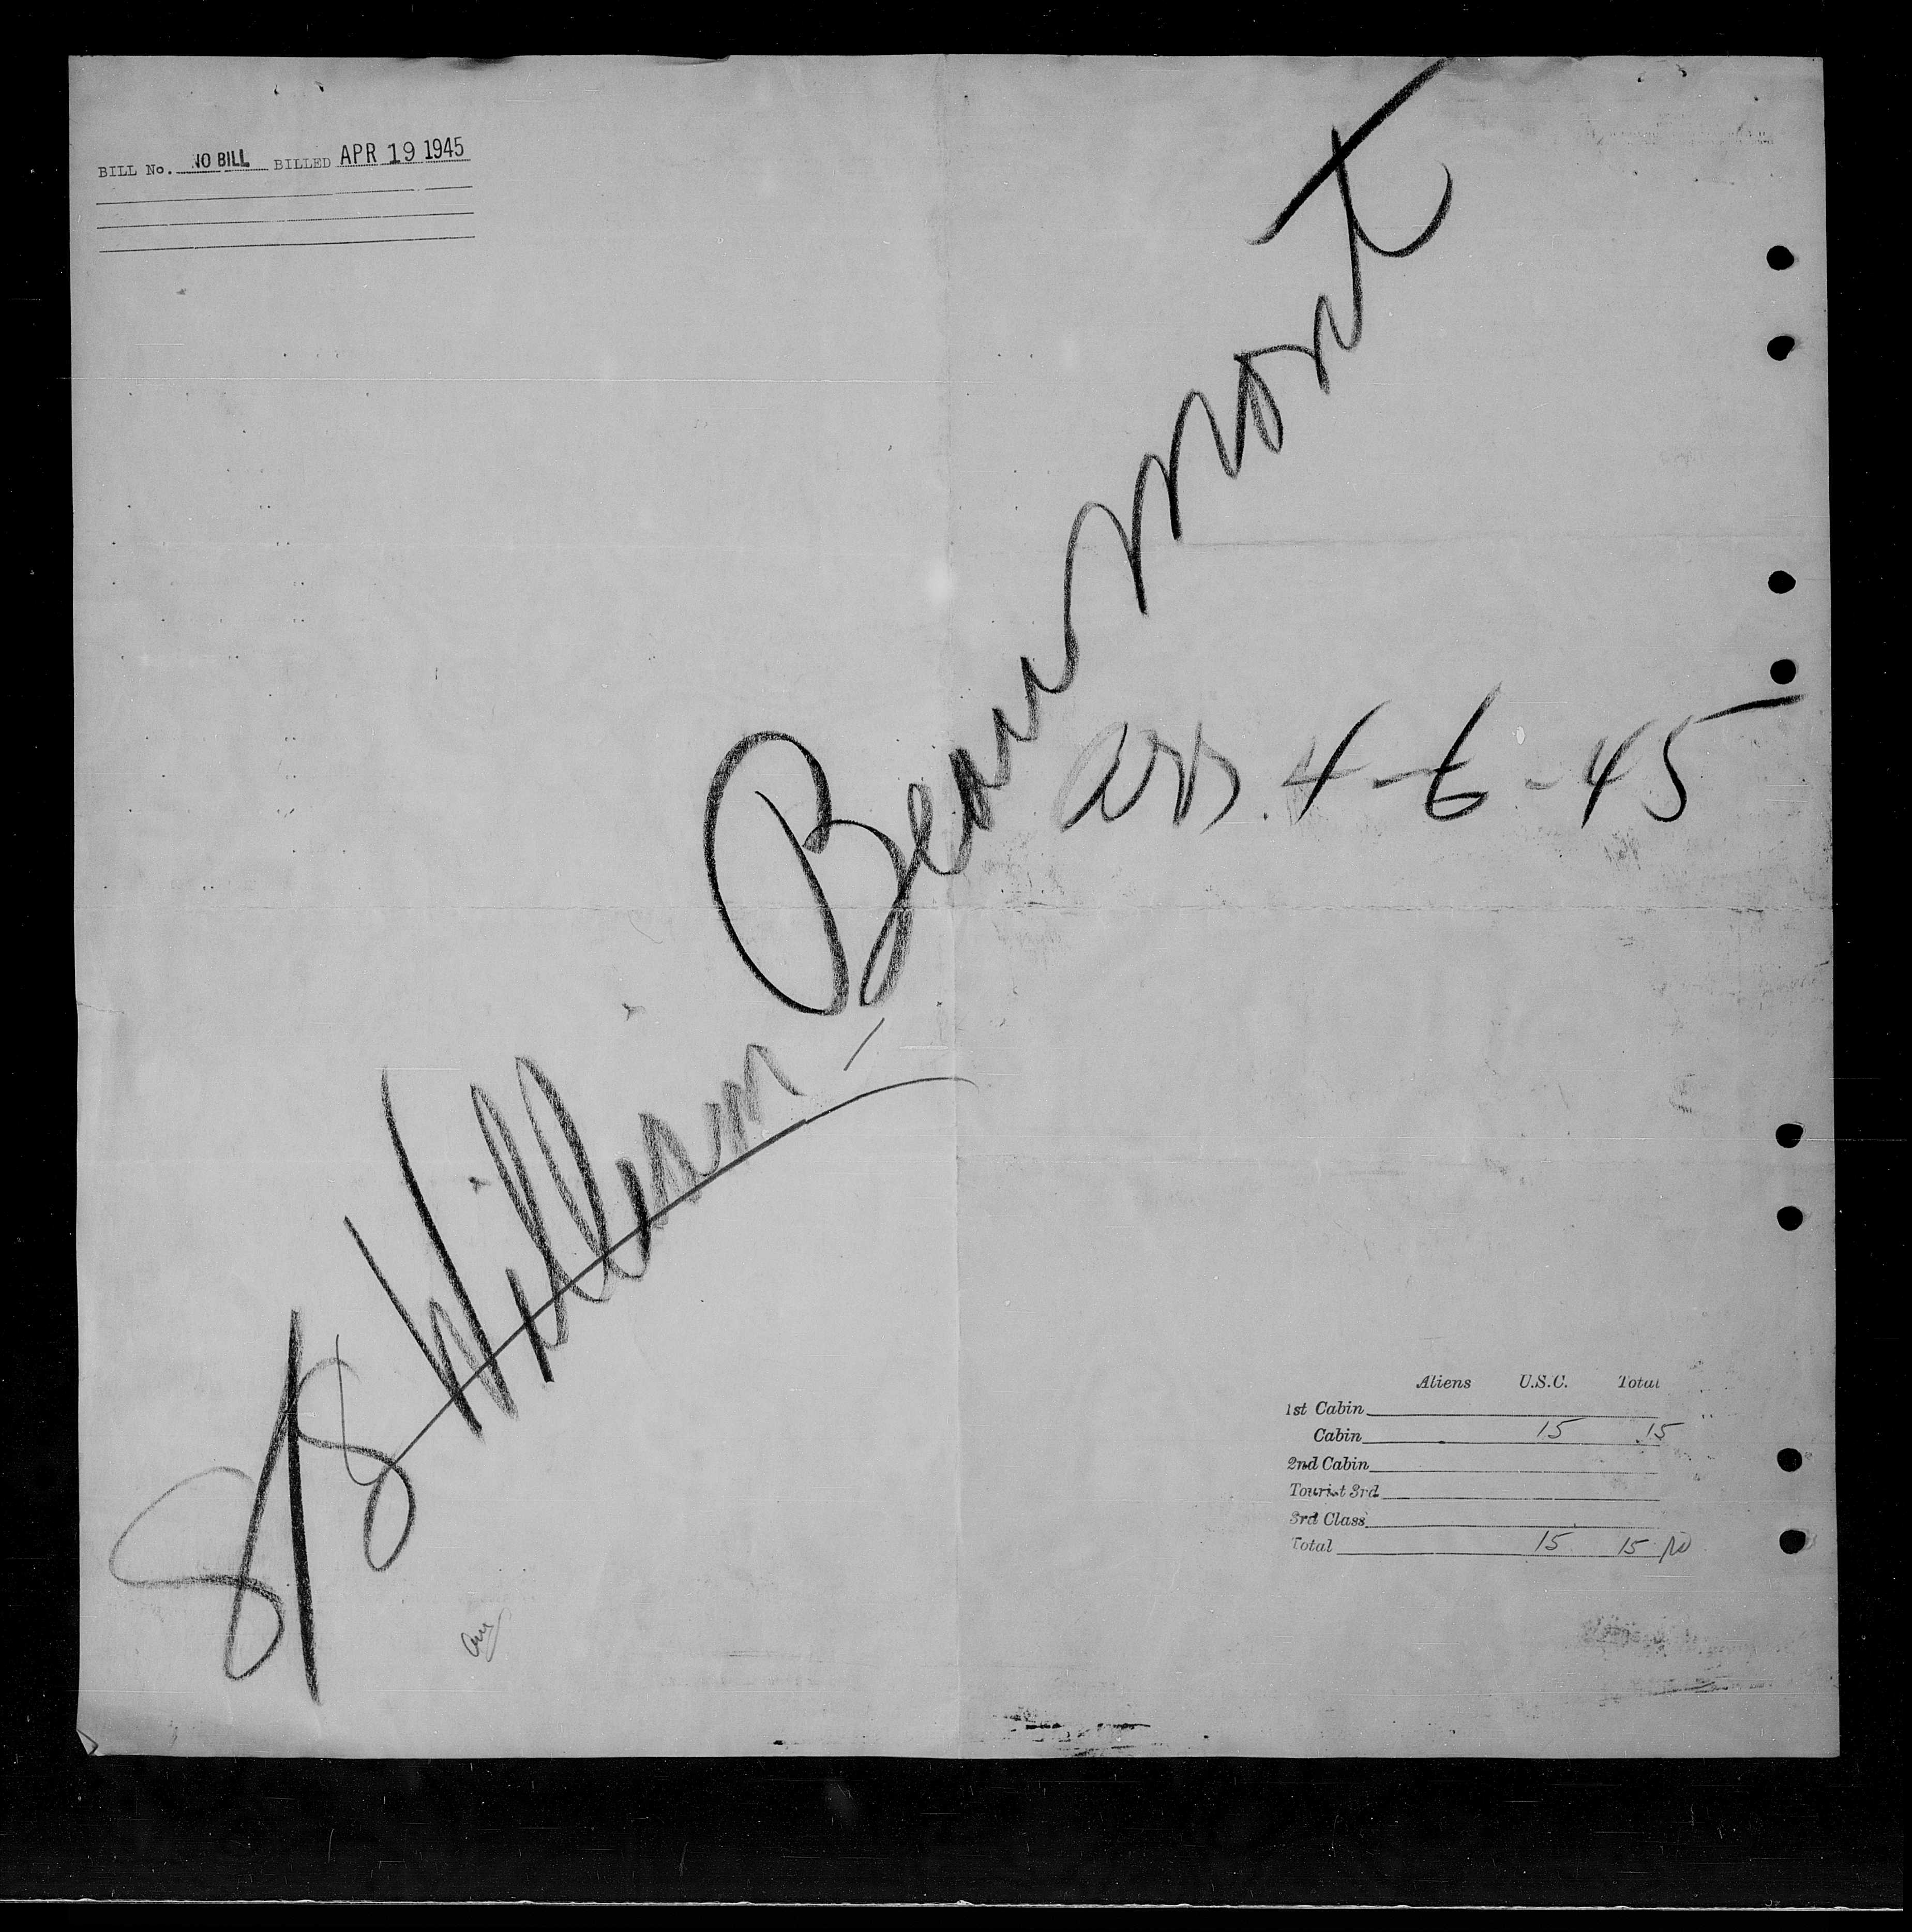 BILL No. NO BILL BILLED APR 19 1945
S/S William Beaumont
arr. 4-6-45
Aliens U.S.C. Total
1st Cabin
Cabin 15 15
2nd Cabin
Tourist 3rd
3rd Class
Total 15 15